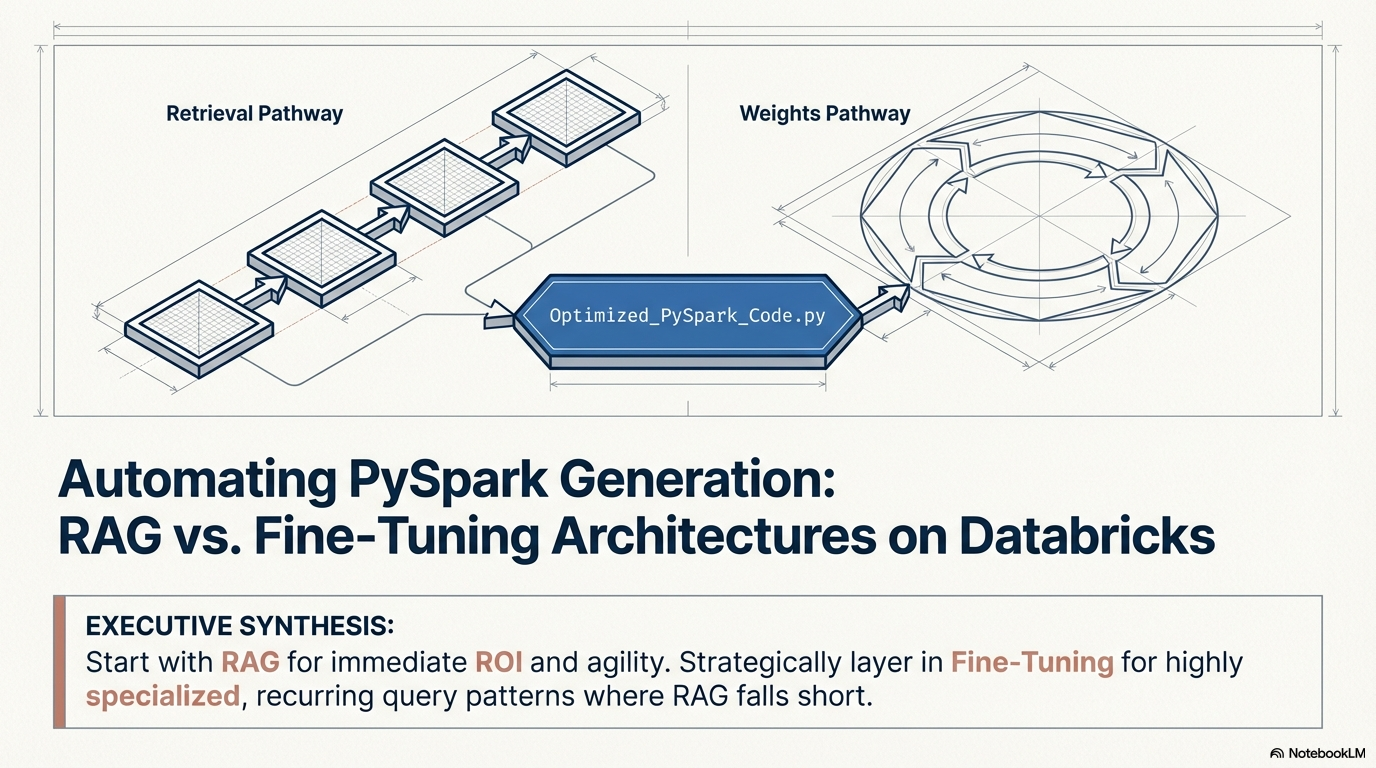 Retrieval Pathway
Weights Pathway
Optimized_PySpark_Code.py
Automating PySpark Generation:
RAG vs. Fine-Tuning Architectures on Databricks
EXECUTIVE SYNTHESIS:
Start with RAG for immediate ROI and agility. Strategically layer in Fine-Tuning for highly
specialized, recurring query patterns where RAG falls short.
NotebookLM